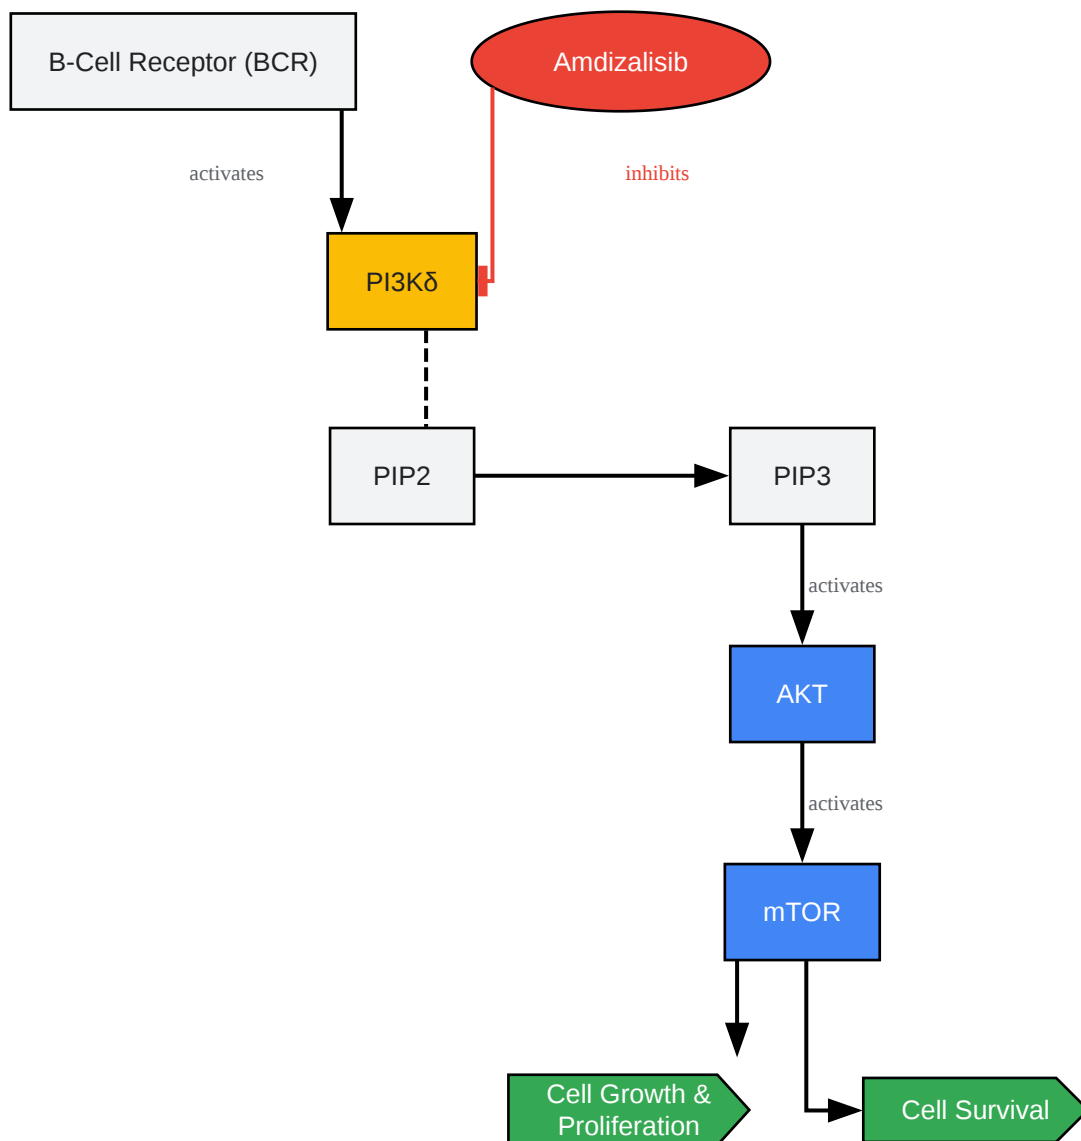 B-Cell Receptor (BCR)
Amdizalisib
activates
inhibits
PI3Kδ
PIP2
PIP3
activates
AKT
activates
mTOR
Cell Growth &
Proliferation
Cell Survival